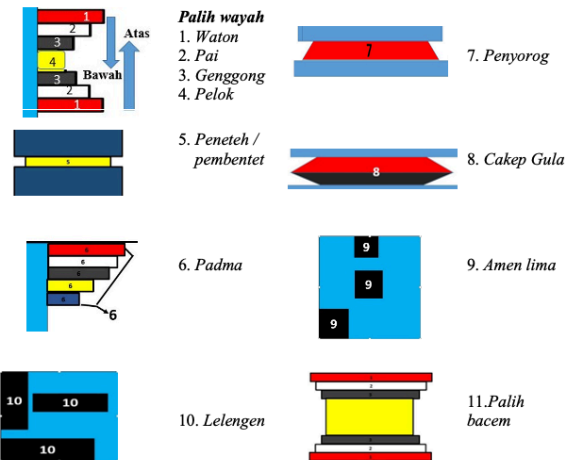 Palih wayah
1. Waton
2. Pai
3. Genggong
4. Pelok
1
2
3
4
3
2
1
Atas
Bawah
7
7. Penyorog
5
5. Peneteh /
pembentet
8
8. Cakep Gula
6
6
6
6
6
6
6. Padma
9
9
9
9. Amen lima
10
10
10
10. Lelengen
2
2
11.Palih
bacem